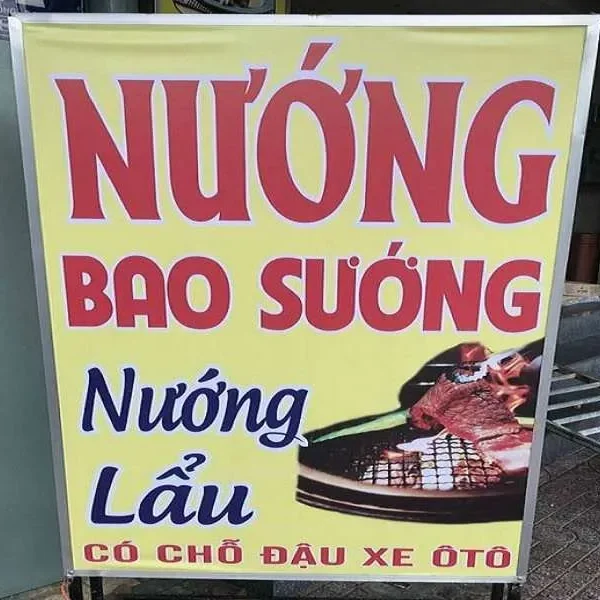 NƯỚNG
BAO SƯỚNG
Nướng
Lẩu
CÓ CHỖ ĐẬU XE ÔTÔ